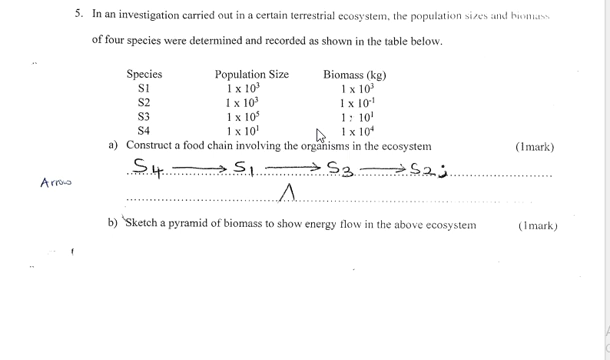 5. In an investigation carried out in a certain terrestrial ecosystem, the population sizes and biomass
of four species were determined and recorded as shown in the table below.
Species Population Size Biomass (kg)
S1 1 x 10³ 1 x 10³
S2 1 x 10³ 1 x 10⁻¹
S3 1 x 10⁵ 1 : 10¹
S4 1 x 10¹ 1 x 10⁴
a) Construct a food chain involving the organisms in the ecosystem (1mark)
S4 → S1 → S3 → S2;
Arrow
b) Sketch a pyramid of biomass to show energy flow in the above ecosystem (1mark)